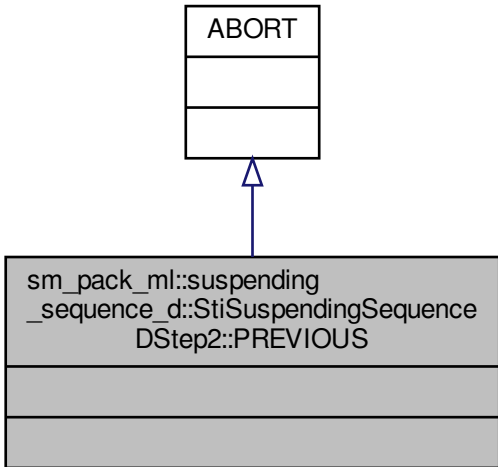 ABORT
sm_pack_ml::suspending
_sequence_d::StiSuspendingSequence
DStep2::PREVIOUS